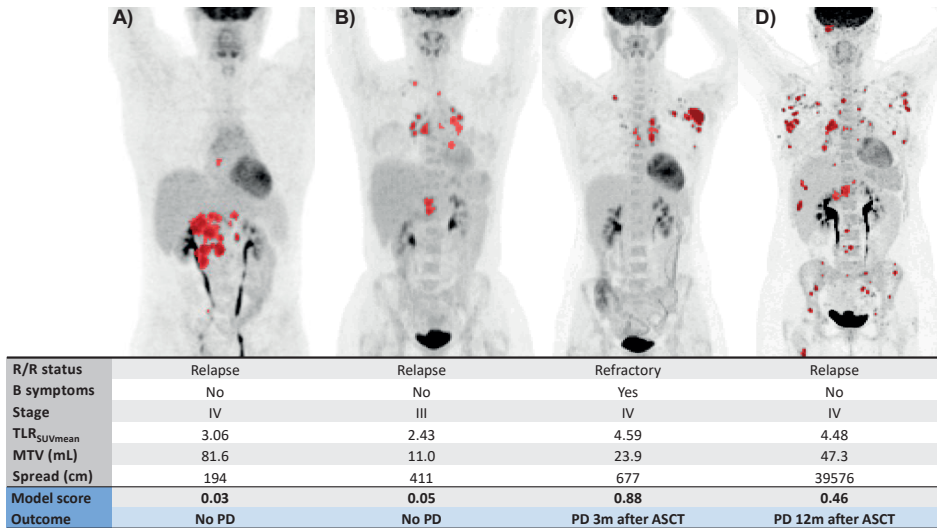 A) B) C) D)
R/R status Relapse Relapse Refractory Relapse
B symptoms No No Yes No
Stage IV III IV IV
TLRSUVmean 3.06 2.43 4.59 4.48
MTV (mL) 81.6 11.0 23.9 47.3
Spread (cm) 194 411 677 39576
Model score 0.03 0.05 0.88 0.46
Outcome No PD No PD PD 3m after ASCT PD 12m after ASCT